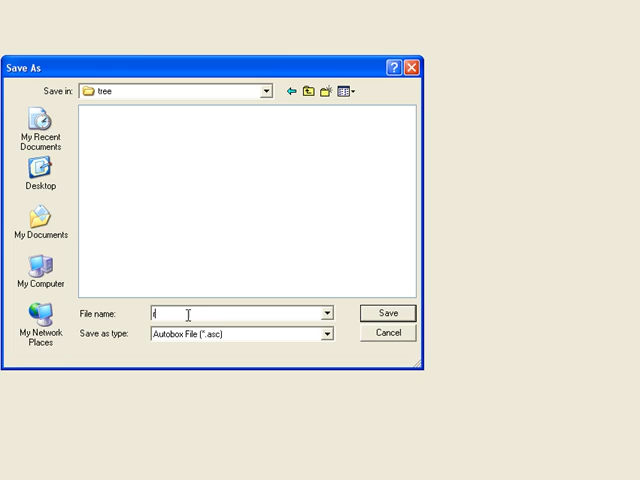 Save As
Save in: tree
My Recent
Documents
Desktop
My Documents
My Computer
My Network
Places
File name: r
Save
Save as type: Autobox File (*.asc)
Cancel